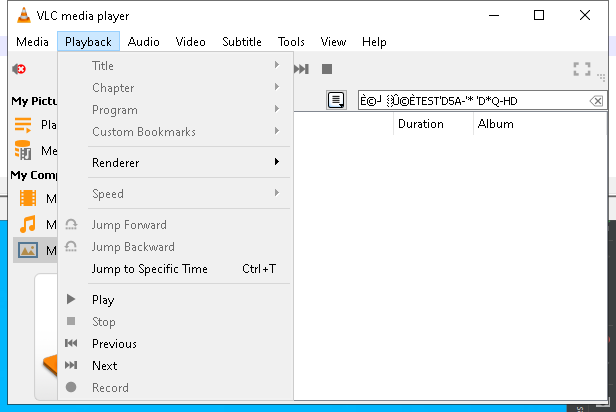 VLC media player
Media Playback Audio Video Subtitle Tools View Help
Title
Chapter
Program
Custom Bookmarks
Renderer
Speed
Jump Forward
Jump Backward
Jump to Specific Time Ctrl+T
Play
Stop
Previous
Next
Record
My Pictu
Pla
Me
My Comp
M
M
M
TEST'D5A-'* 'D*Q-HD
Duration Album